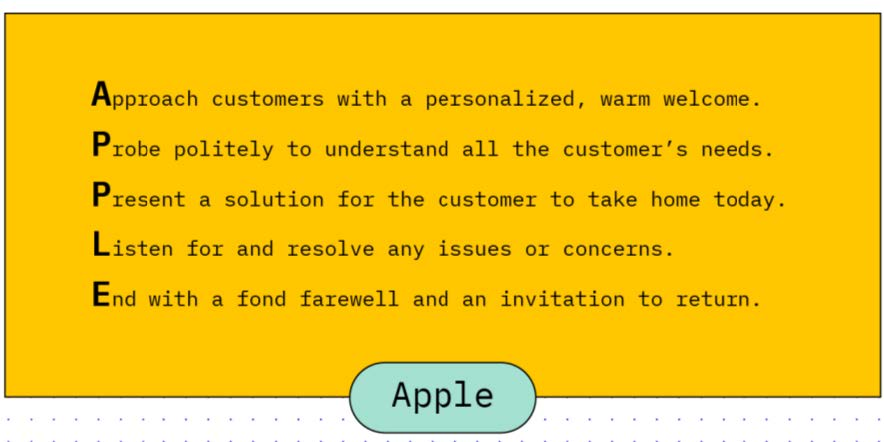 Approach customers with a personalized, warm welcome.
Probe politely to understand all the customer’s needs.
Present a solution for the customer to take home today.
Listen for and resolve any issues or concerns.
End with a fond farewell and an invitation to return.
Apple